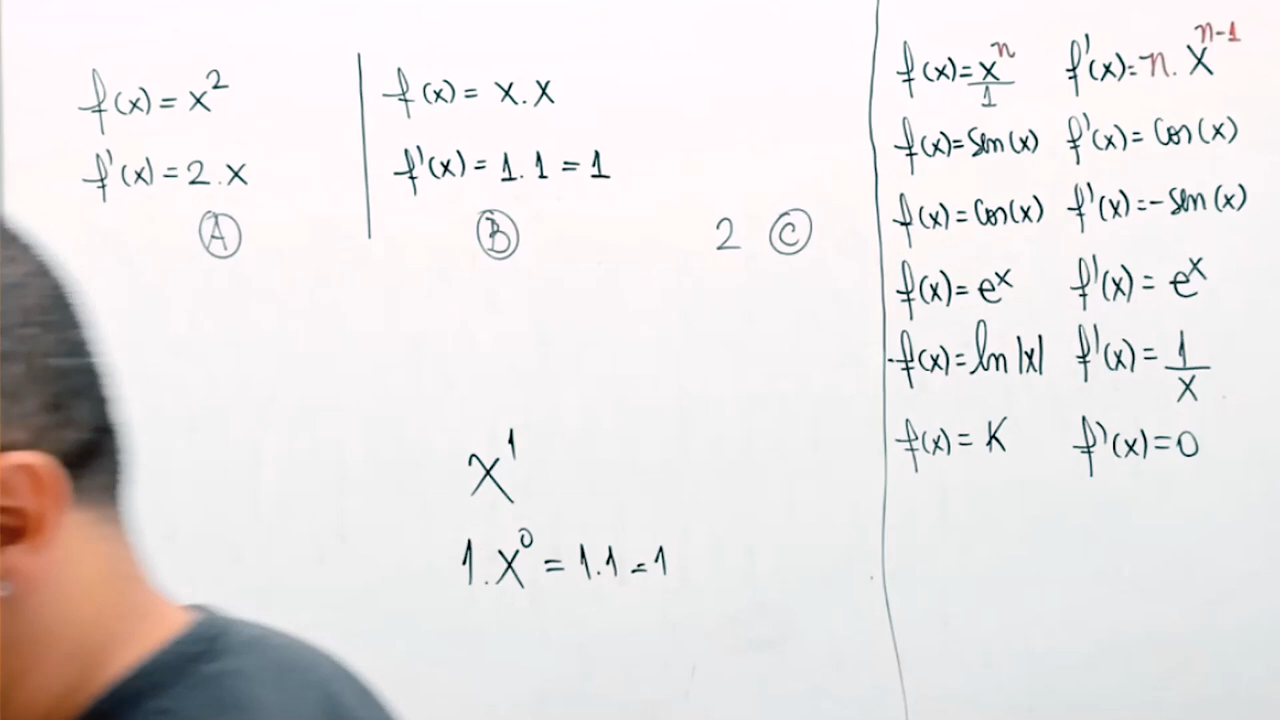 f(x) = x²
f'(x) = 2.x
Ⓐ
f(x) = x.x
f'(x) = 1.1 = 1
Ⓑ
2 Ⓒ
x¹
1.x⁰ = 1.1 = 1
f(x)=xⁿ/1 f'(x)=n.xⁿ⁻¹
f(x)=Sen(x) f'(x)=Cos(x)
f(x)=Cos(x) f'(x)=-Sen(x)
f(x)=eˣ f'(x)=eˣ
f(x)=ln|x| f'(x)=1/x
f(x)=K f'(x)=0